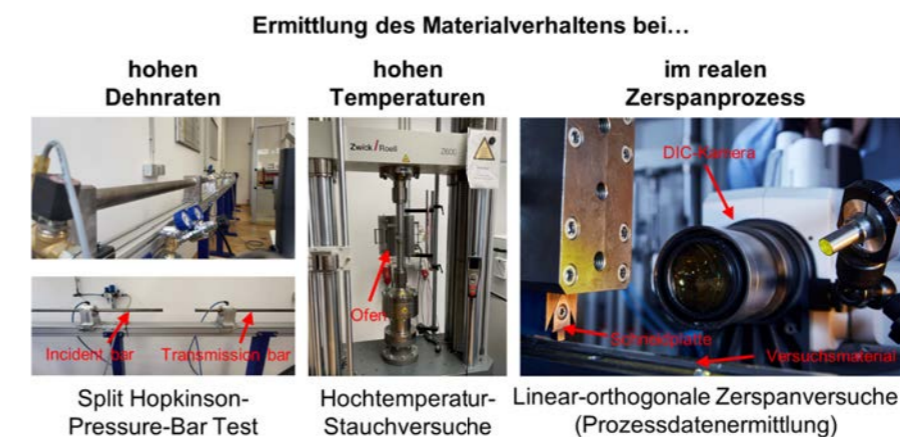 Ermittlung des Materialverhaltens bei…
hohen
Dehnraten
Incident bar
Transmission bar
Split Hopkinson-
Pressure-Bar Test
hohen
Temperaturen
Zwick / Roell
Ofen
Hochtemperatur-
Stauchversuche
im realen
Zerspanprozess
DIC-Kamera
Schneidplatte
Versuchsmaterial
Linear-orthogonale Zerspanversuche
(Prozessdatenermittlung)